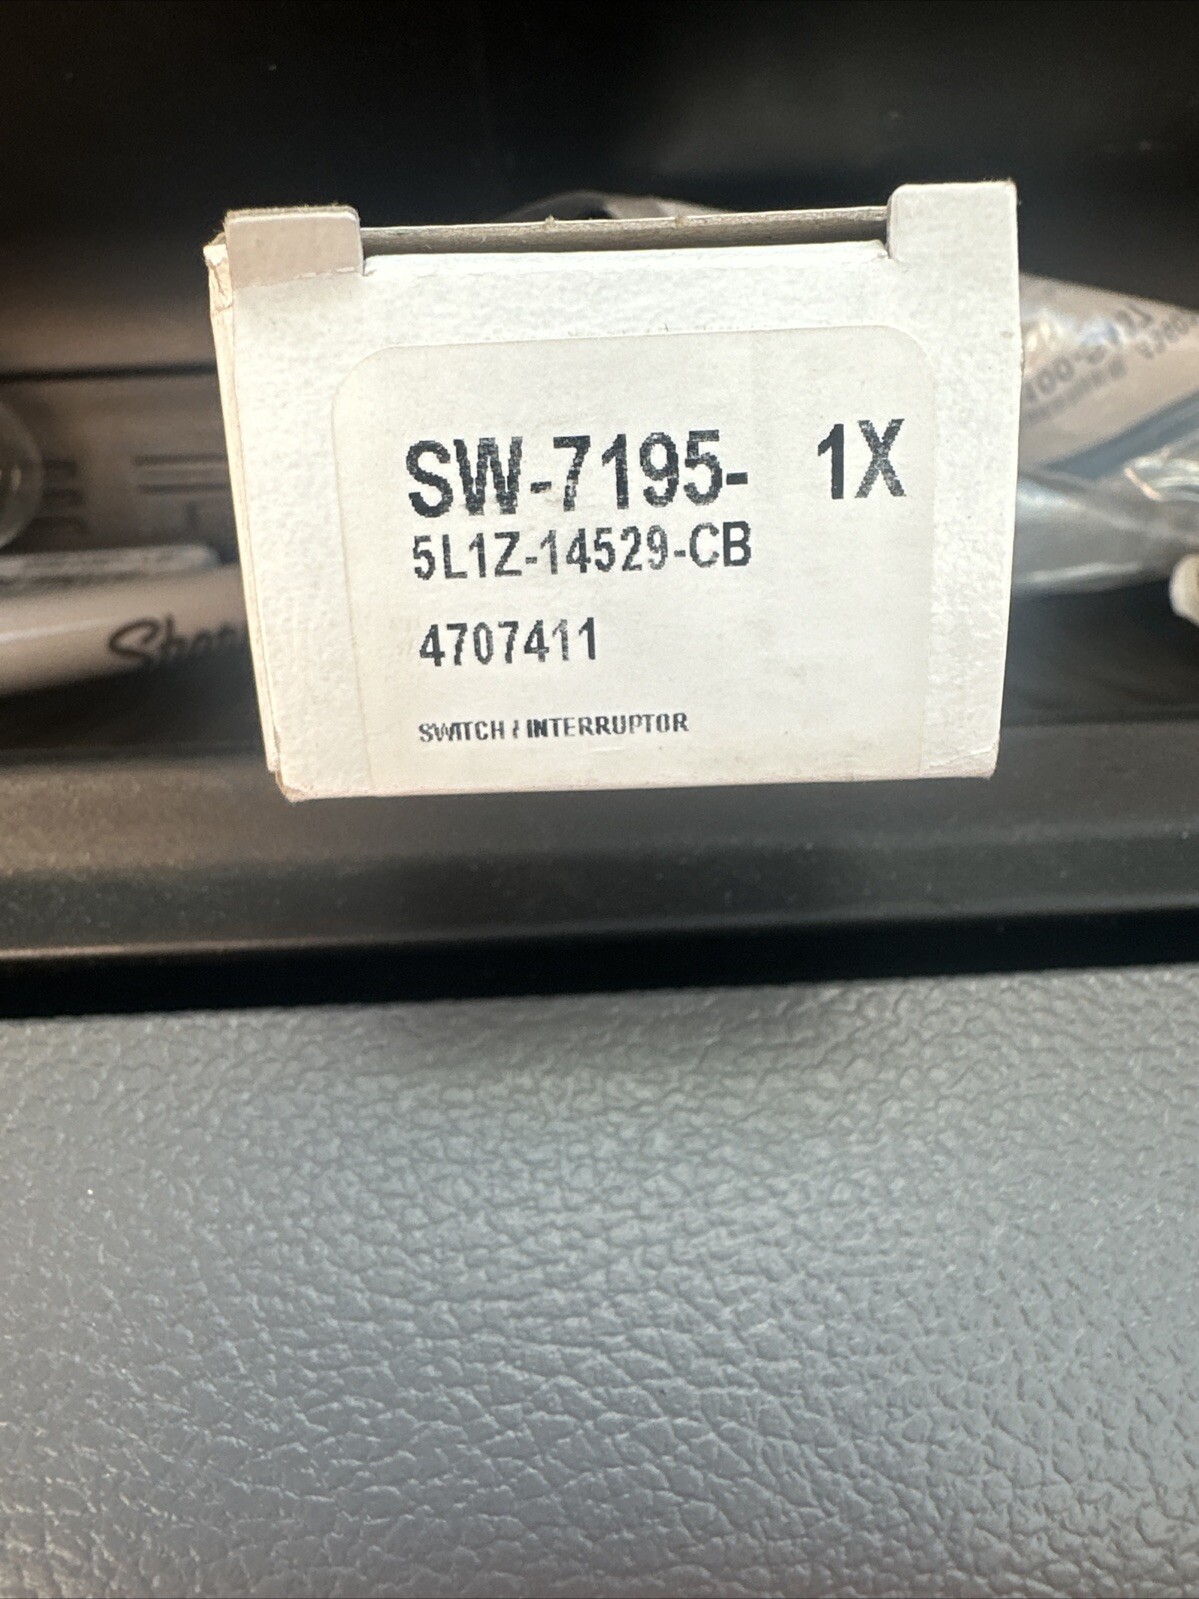 SW-7195- 1X
5L1Z-14529-CB
4707411
SWITCH / INTERRUPTOR